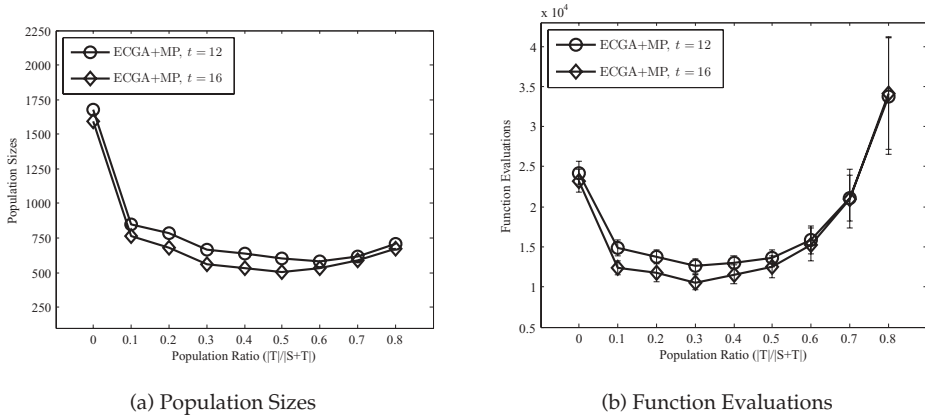 2250
2000
1750
1500
1250
1000
750
500
250
Population Sizes
ECGA+MP, t = 12
ECGA+MP, t = 16
0 0.1 0.2 0.3 0.4 0.5 0.6 0.7 0.8
Population Ratio (|T|/|S+T|)
(a) Population Sizes
x 10^4
4
3.5
3
2.5
2
1.5
1
0.5
Function Evaluations
ECGA+MP, t = 12
ECGA+MP, t = 16
0 0.1 0.2 0.3 0.4 0.5 0.6 0.7 0.8
Population Ratio (|T|/|S+T|)
(b) Function Evaluations